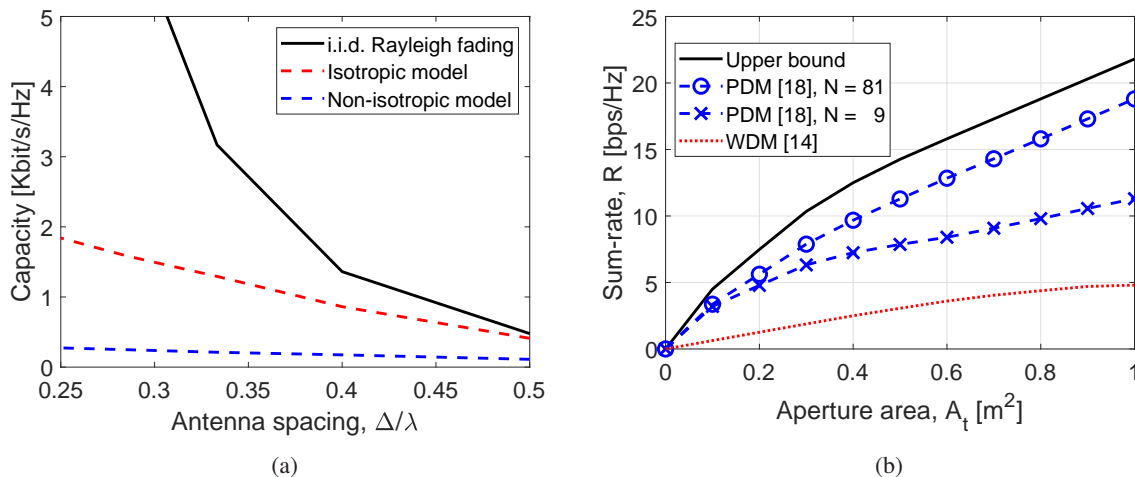 5
4
3
2
1
0
Capacity [Kbit/s/Hz]
i.i.d. Rayleigh fading
Isotropic model
Non-isotropic model
0.25 0.3 0.35 0.4 0.45 0.5
Antenna spacing, Δ/λ
(a)
25
20
15
10
5
0
Sum-rate, R [bps/Hz]
Upper bound
PDM [18], N = 81
PDM [18], N = 9
WDM [14]
0 0.2 0.4 0.6 0.8 1
Aperture area, A_t [m²]
(b)